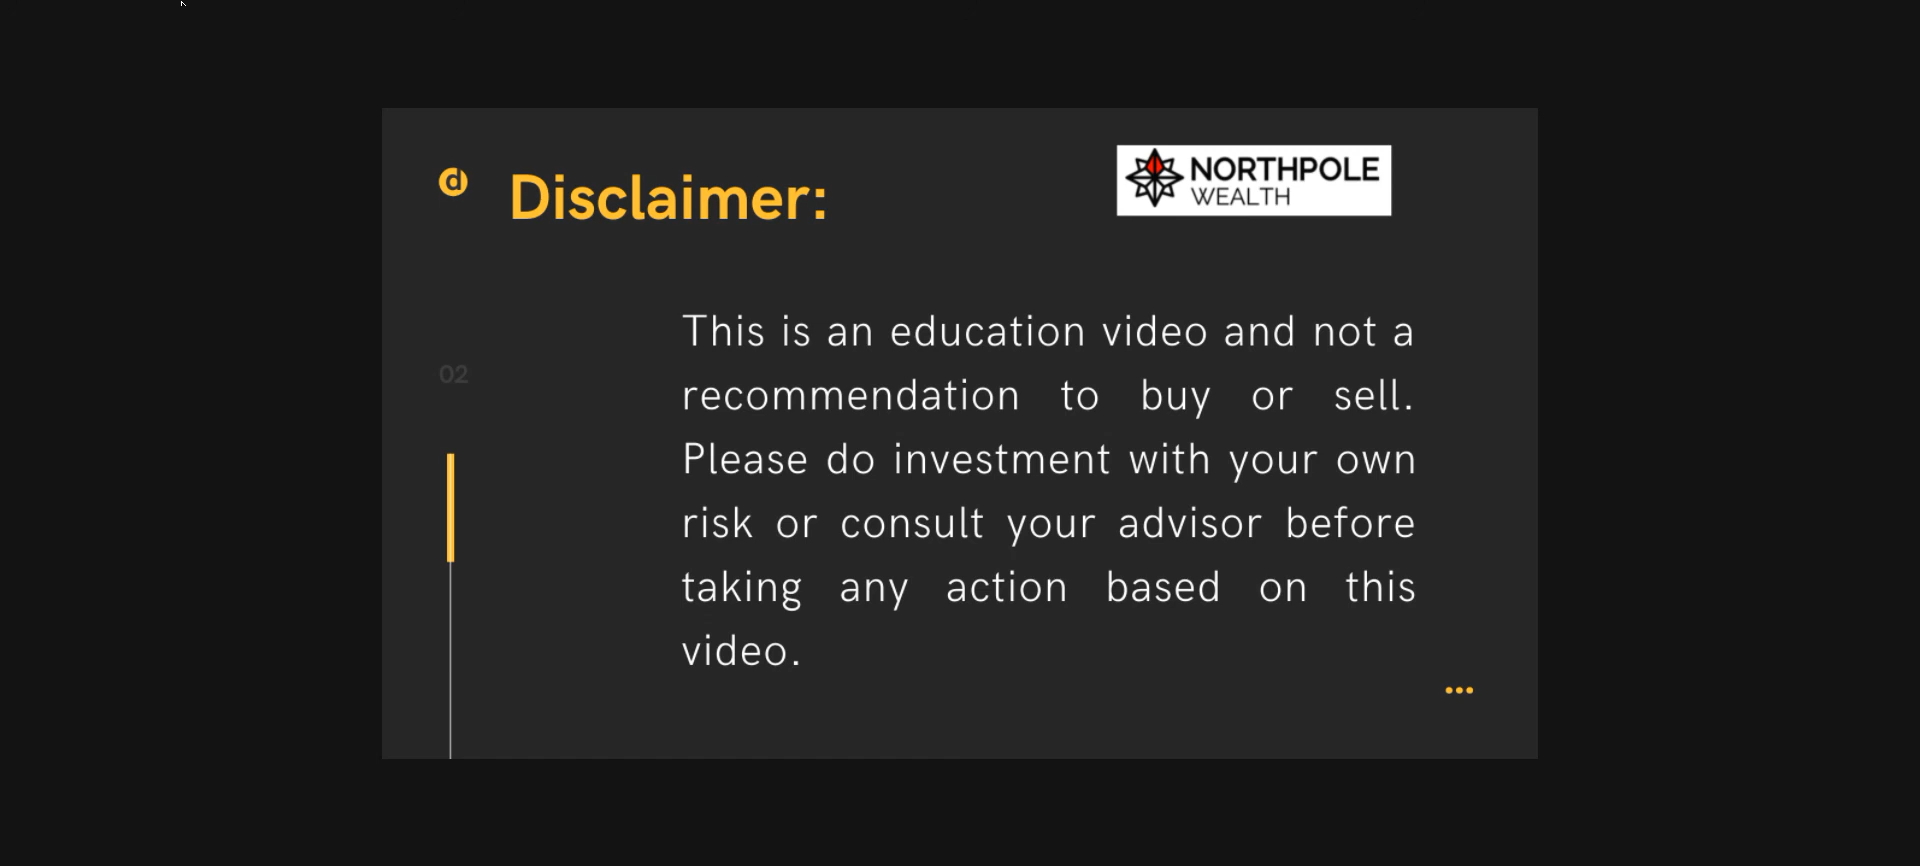 d
Disclaimer:
NORTHPOLE
WEALTH
02
This is an education video and not a
recommendation to buy or sell.
Please do investment with your own
risk or consult your advisor before
taking any action based on this
video.